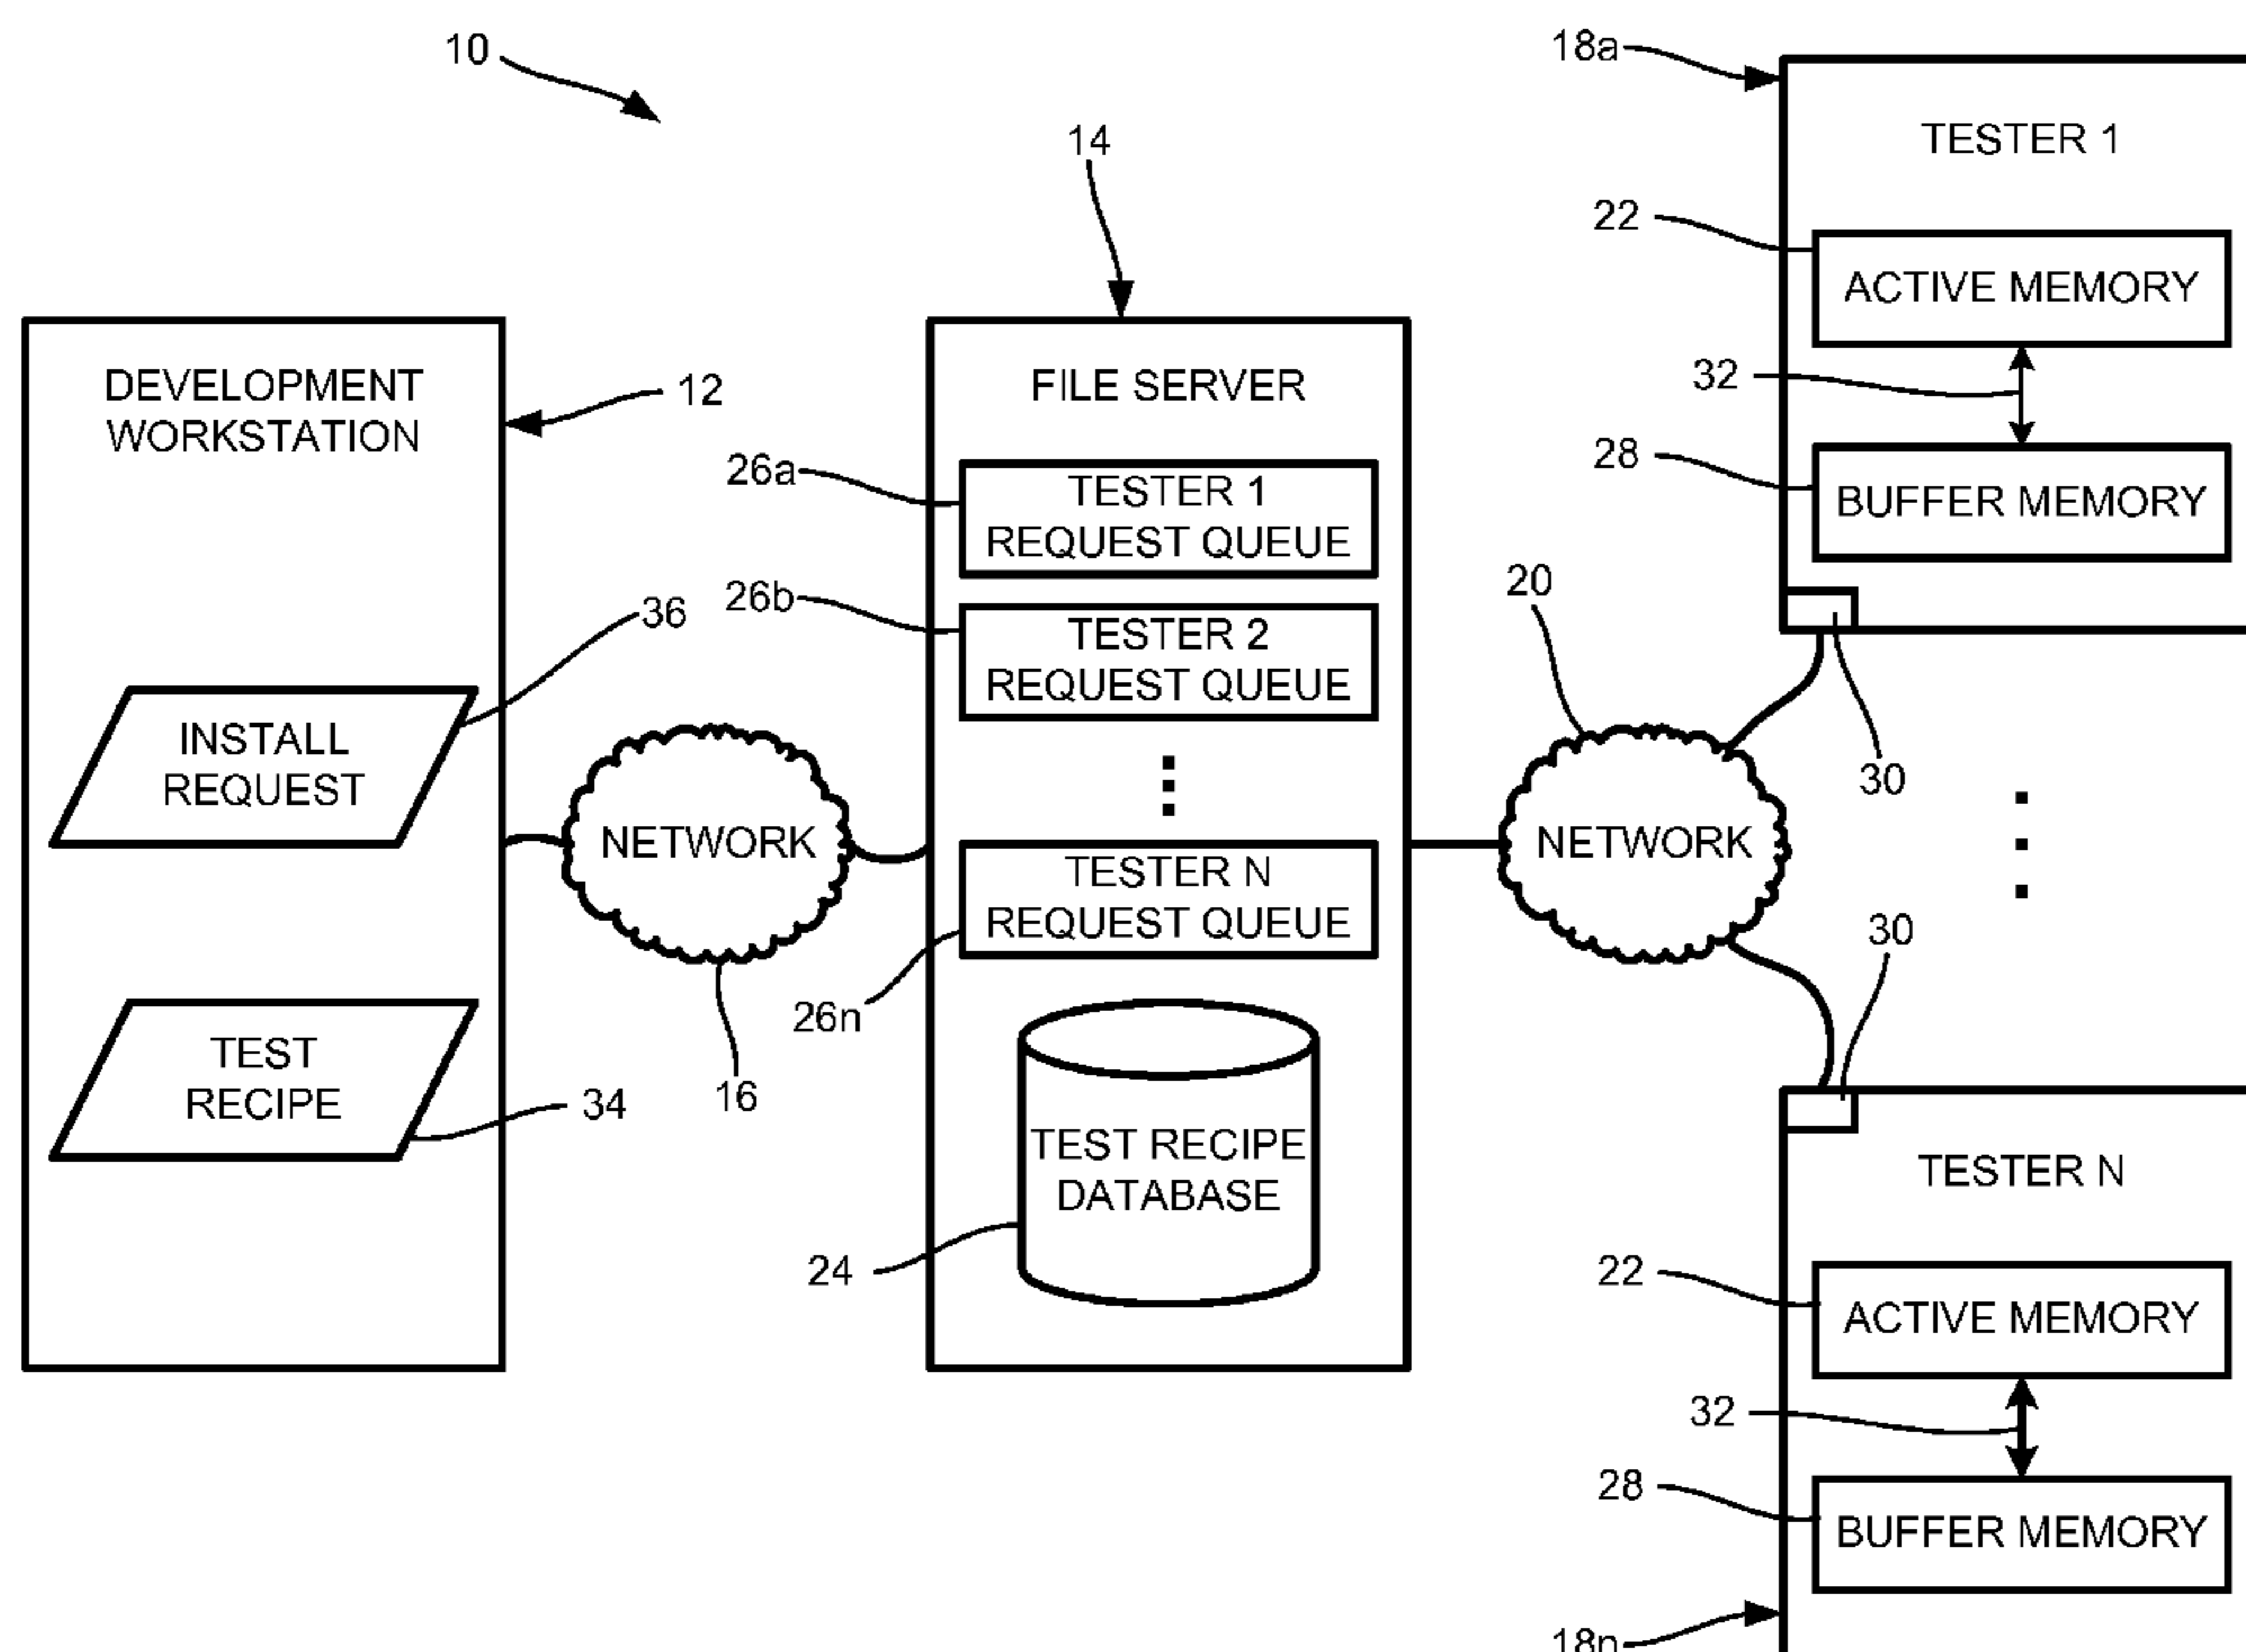 10
18a
TESTER 1
14
22
ACTIVE MEMORY
DEVELOPMENT
WORKSTATION
12
FILE SERVER
32
26a
TESTER 1
REQUEST QUEUE
28
BUFFER MEMORY
36
26b
TESTER 2
REQUEST QUEUE
20
INSTALL
REQUEST
30
NETWORK
NETWORK
TESTER N
REQUEST QUEUE
30
26n
TEST
RECIPE
34
16
TEST RECIPE
DATABASE
24
TESTER N
22
ACTIVE MEMORY
32
28
BUFFER MEMORY
18n